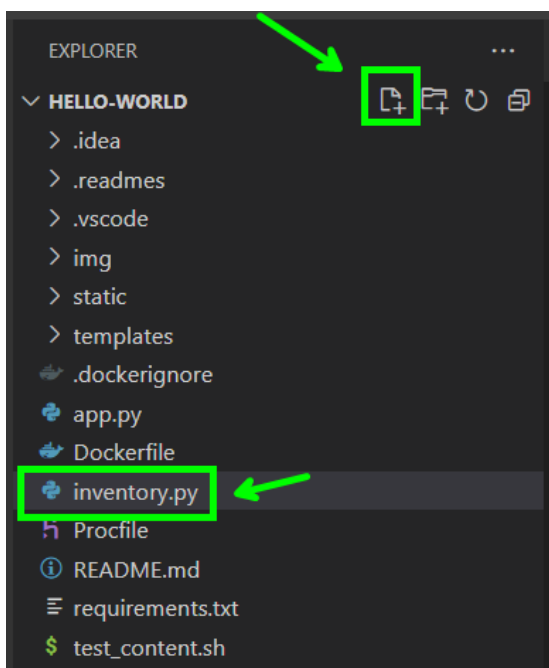 EXPLORER
HELLO-WORLD
.idea
.readmes
.vscode
img
static
templates
.dockerignore
app.py
Dockerfile
inventory.py
Procfile
README.md
requirements.txt
test_content.sh